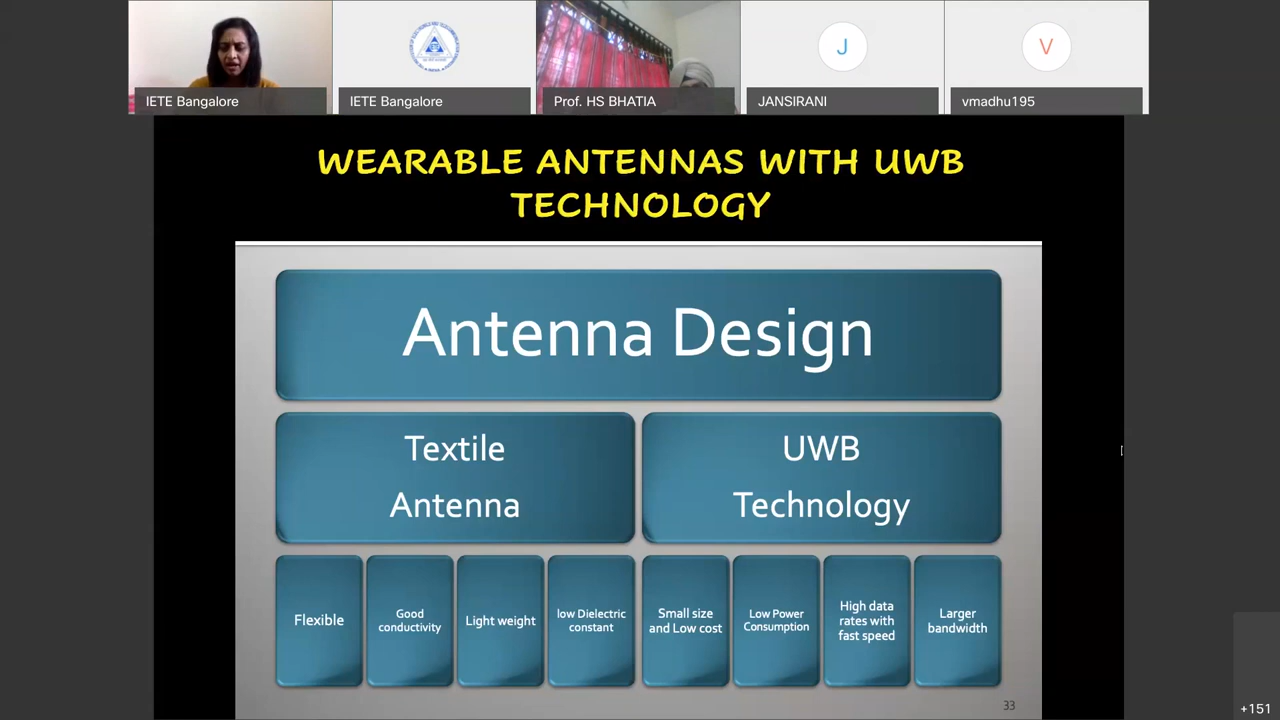 IETE Bangalore
IETE Bangalore
Prof. HS BHATIA
J
JANSIRANI
V
vmadhu195
WEARABLE ANTENNAS WITH UWB
TECHNOLOGY
Antenna Design
Textile
Antenna
UWB
Technology
Flexible
Good
conductivity
Light weight
low Dielectric
constant
Small size
and Low cost
Low Power
Consumption
High data
rates with
fast speed
Larger
bandwidth
33
+151